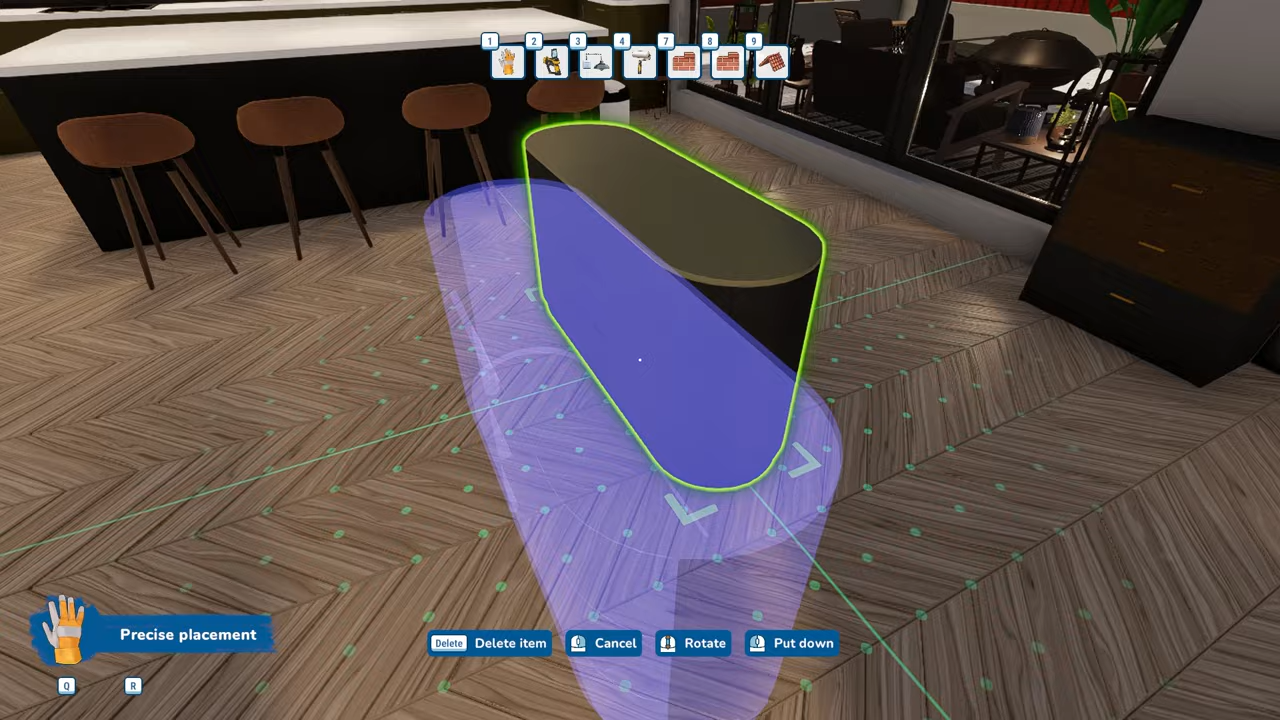 1 2 3 4 7 8 9
Precise placement
Q R
Delete Delete item Cancel Rotate Put down